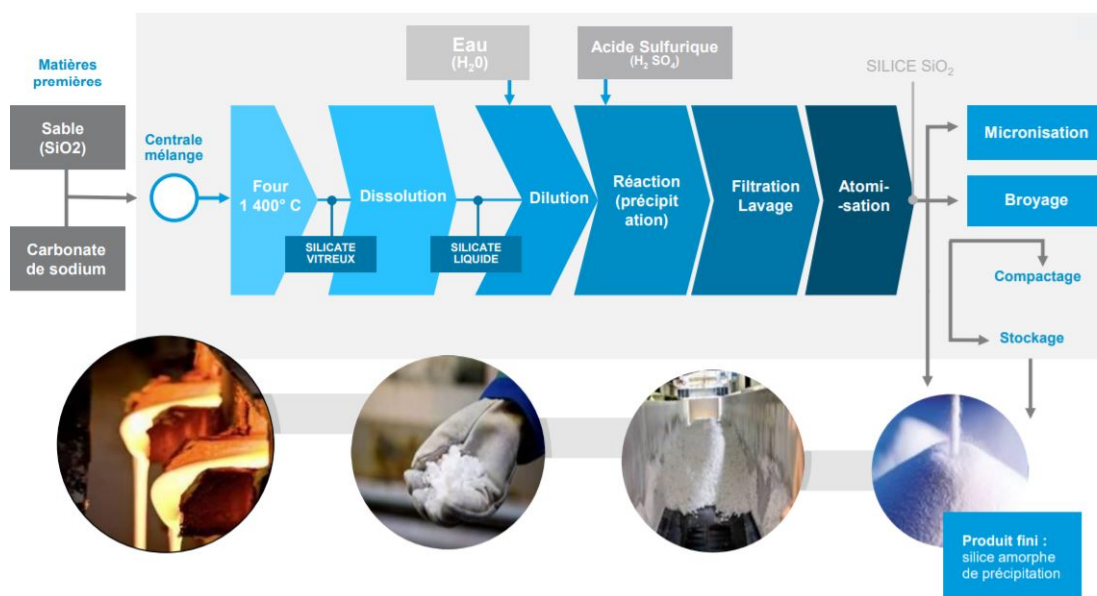 Matières
premières
Sable
(SiO2)
Carbonate
de sodium
Centrale
mélange
Four
1 400° C
SILICATE
VITREUX
Dissolution
SILICATE
LIQUIDE
Eau
(H₂0)
Dilution
Acide Sulfurique
(H₂ SO₄)
Réaction
(précipit
ation)
Filtration
Lavage
Atomi-
-sation
SILICE SiO₂
Micronisation
Broyage
Compactage
Stockage
Produit fini :
silice amorphe
de précipitation